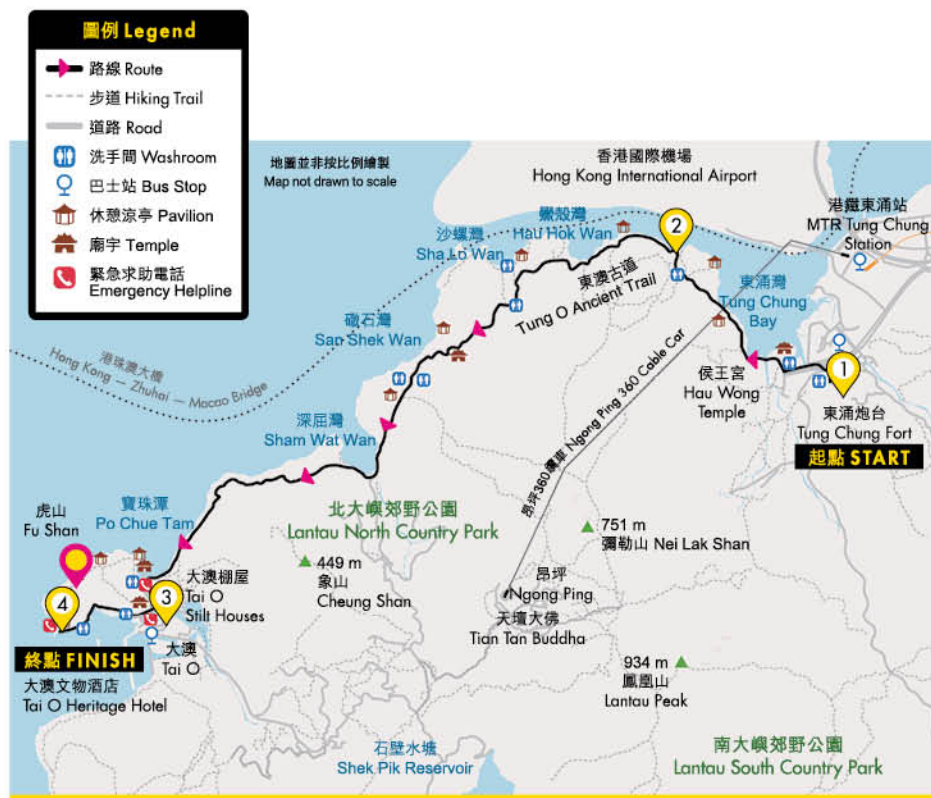 圖例 Legend
路線 Route
步道 Hiking Trail
道路 Road
洗手間 Washroom
巴士站 Bus Stop
休憩涼亭 Pavilion
廟宇 Temple
緊急求助電話
Emergency Helpline
地圖並非按比例繪製
Map not drawn to scale
香港國際機場
Hong Kong International Airport
港鐵東涌站
MTR Tung Chung
Station
鱟殼灣
Hau Hok Wan
沙螺灣
Sha Lo Wan
2
東澳古道
Tung O Ancient Trail
東涌灣
Tung Chung
Bay
䃟石灣
San Shek Wan
港珠澳大橋
Hong Kong — Zhuhai — Macao Bridge
侯王宮
Hau Wong
Temple
1
東涌炮台
Tung Chung Fort
起點 START
昂坪360纜車 Ngong Ping 360 Cable Car
深屈灣
Sham Wat Wan
北大嶼郊野公園
Lantau North Country Park
寶珠潭
Po Chue Tam
虎山
Fu Shan
751 m
彌勒山 Nei Lak Shan
449 m
象山
Cheung Shan
昂坪
Ngong Ping
天壇大佛
Tian Tan Buddha
大澳棚屋
Tai O
Stilt Houses
3
4
大澳
Tai O
終點 FINISH
大澳文物酒店
Tai O Heritage Hotel
934 m
鳳凰山
Lantau Peak
石壁水塘
Shek Pik Reservoir
南大嶼郊野公園
Lantau South Country Park